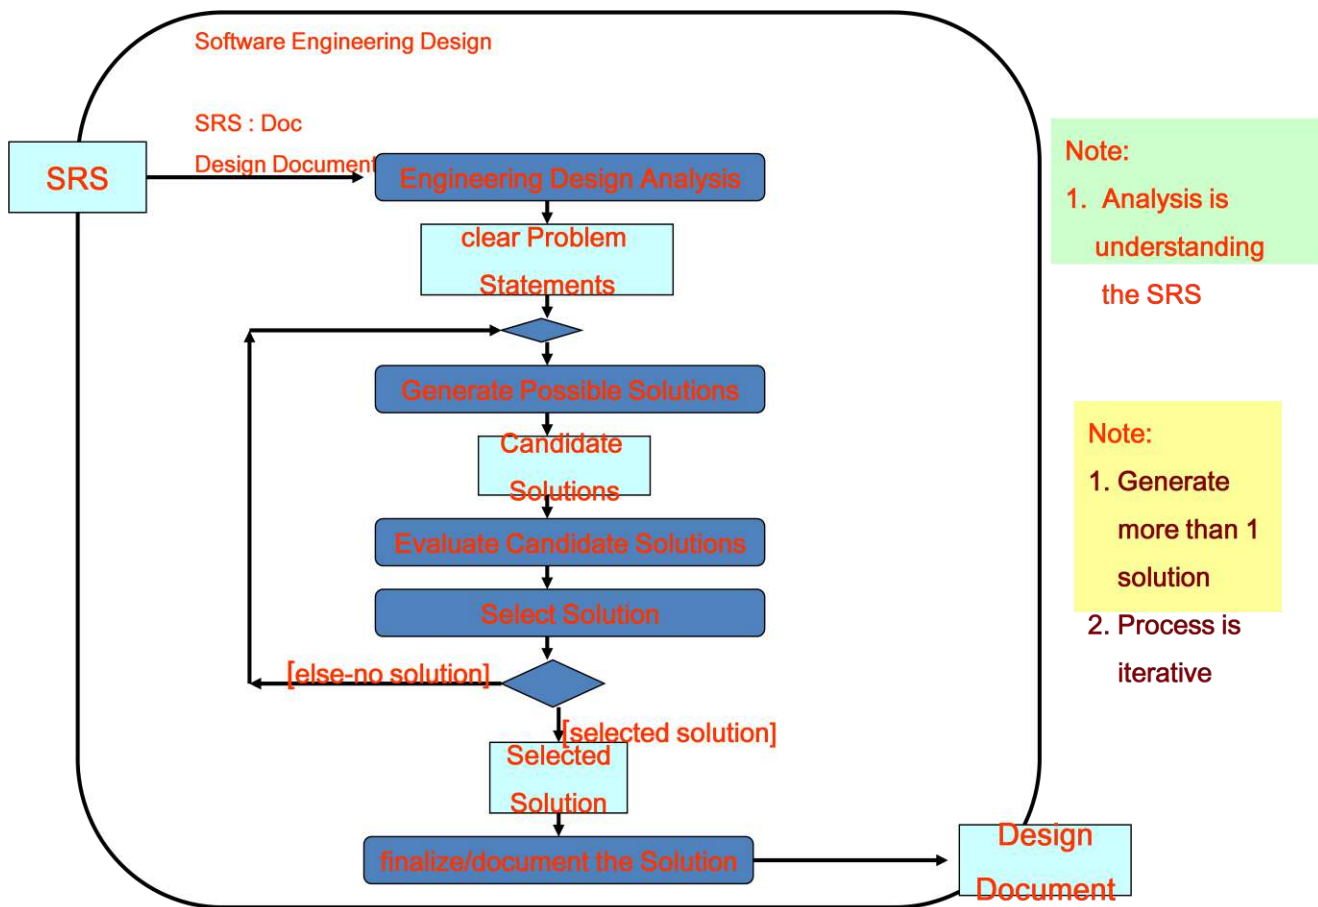 Software Engineering Design
SRS : Doc
Design Document
SRS
Engineering Design Analysis
clear Problem
Statements
Generate Possible Solutions
Candidate
Solutions
Evaluate Candidate Solutions
Select Solution
[else-no solution]
[selected solution]
Selected
Solution
finalize/document the Solution
Design
Document
Note:
1. Analysis is
understanding
the SRS
Note:
1. Generate
more than 1
solution
2. Process is
iterative